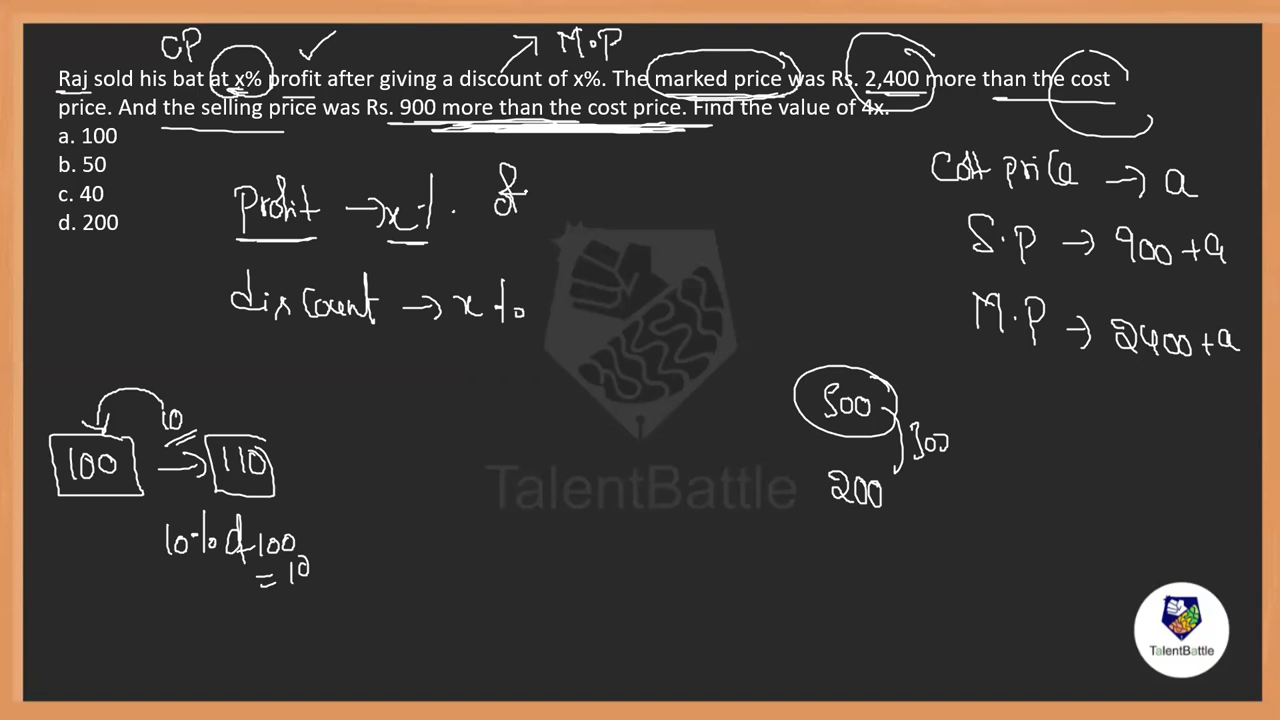 CP ✓ → M.P
Raj sold his bat at x% profit after giving a discount of x%. The marked price was Rs. 2,400 more than the cost
price. And the selling price was Rs. 900 more than the cost price. Find the value of 4x.
a. 100
b. 50
c. 40
d. 200
Cost price → a
Profit → x%. of
S.P → 900+a
discount → x%
M.P → 2400+a
10
500
100 → 110
300
200
TalentBattle
10% of 100
= 10
TalentBattle